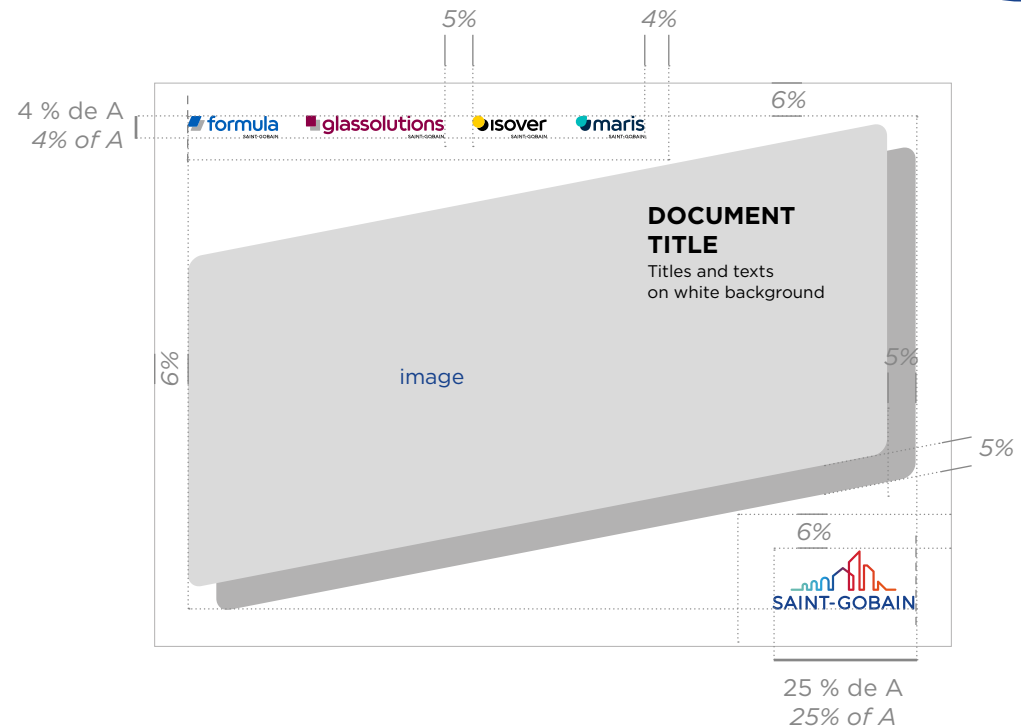 5%
4%
4 % de A
4% of A
6%
formula
SAINT-GOBAIN
glassolutions
SAINT-GOBAIN
ısover
SAINT-GOBAIN
maris
SAINT-GOBAIN
DOCUMENT
TITLE
Titles and texts
on white background
6%
image
5%
5%
6%
SAINT-GOBAIN
25 % de A
25% of A